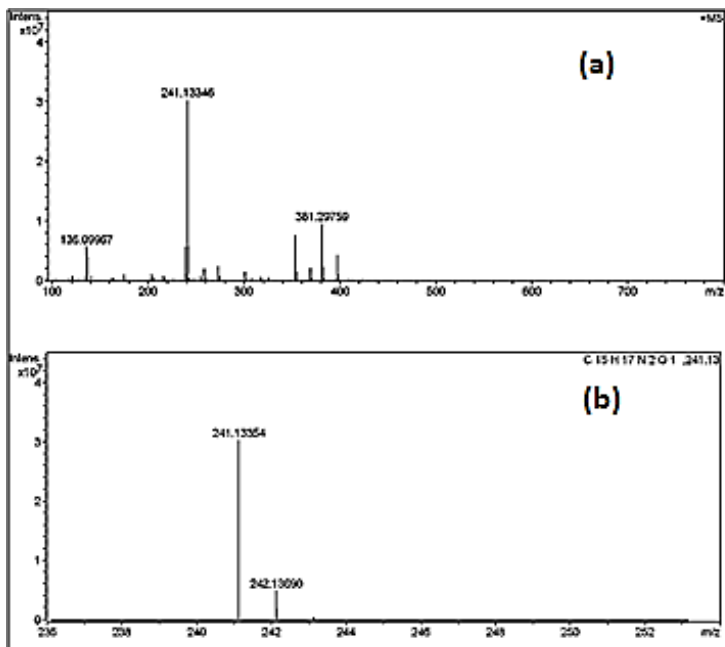 Intens.
x10⁷
+MS
(a)
4
3
241.13346
2
1
381.29759
136.09967
0
100 200 300 400 500 600 700 m/z
Intens.
x10⁷
C 15 H 17 N 2 O 1 ,241.13
(b)
4
3
241.13354
2
1
242.13690
0
236 238 240 242 244 246 248 250 252 m/z